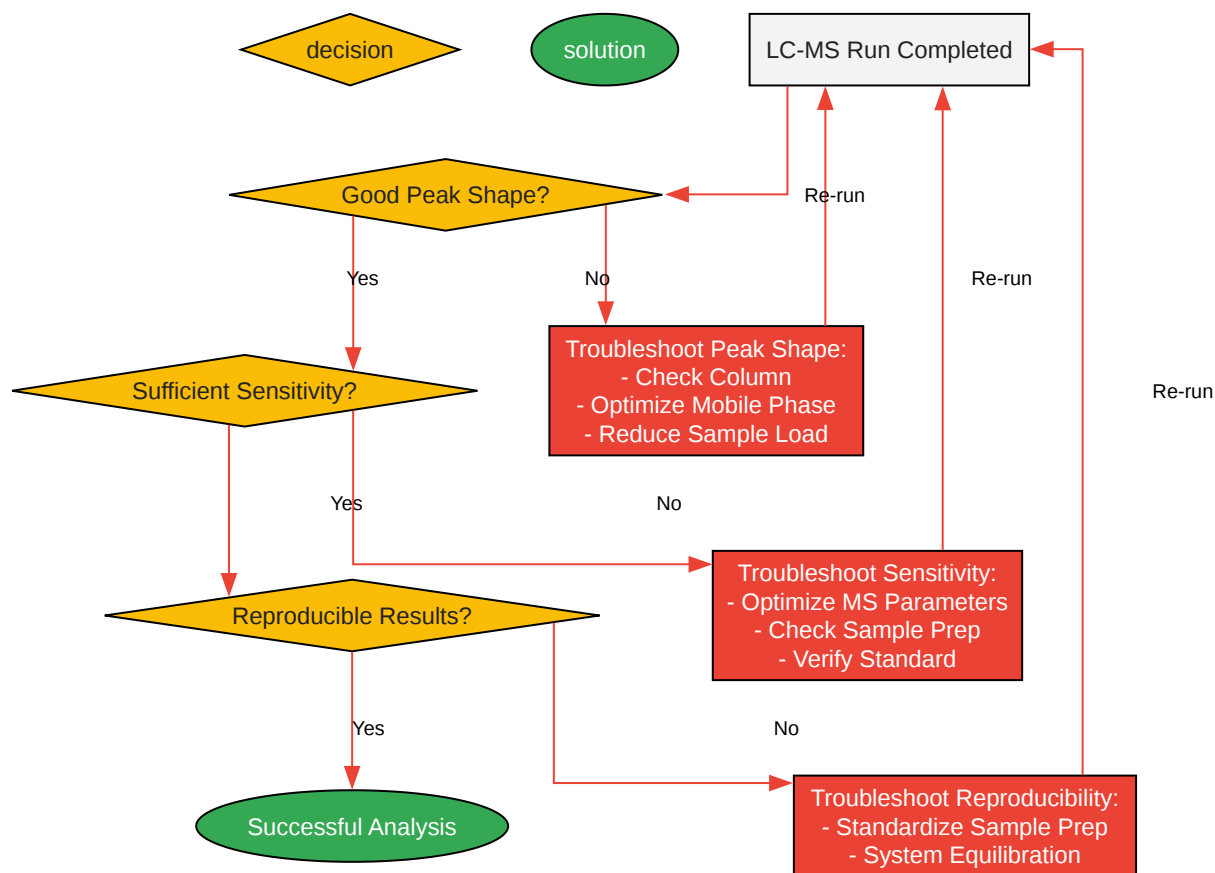 decision
solution
LC-MS Run Completed
Good Peak Shape?
Re-run
Yes
No
Re-run
Troubleshoot Peak Shape:
- Check Column
- Optimize Mobile Phase
- Reduce Sample Load
Sufficient Sensitivity?
Re-run
Yes
No
Troubleshoot Sensitivity:
- Optimize MS Parameters
- Check Sample Prep
- Verify Standard
Reproducible Results?
Yes
No
Troubleshoot Reproducibility:
- Standardize Sample Prep
- System Equilibration
Successful Analysis